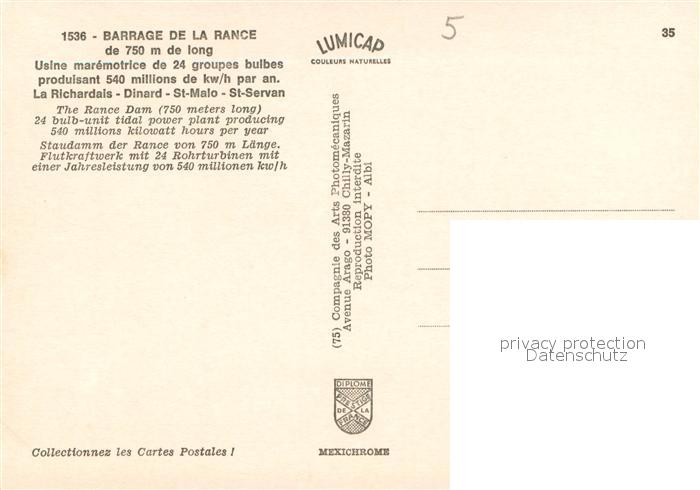 1536 - BARRAGE DE LA RANCE
de 750 m de long
Usine marémotrice de 24 groupes bulbes
produisant 540 millions de kw/h par an.
La Richardais - Dinard - St-Malo - St-Servan
The Rance Dam (750 meters long)
24 bulb-unit tidal power plant producing
540 millions kilowatt hours per year
Staudamm der Rance von 750 m Länge.
Flutkraftwerk mit 24 Rohrturbinen mit
einer Jahresleistung von 540 millionen kw/h
Collectionnez les Cartes Postales !
LUMICAP
COULEURS NATURELLES
(75) Compagnie des Arts Photomécaniques
Avenue Arago - 91380 Chilly-Mazarin
Reproduction interdite
Photo MOPY - Albi
DIPLOME
PRESTIGE
DE LA
FRANCE
MEXICHROME
5
35
privacy protection
Datenschutz